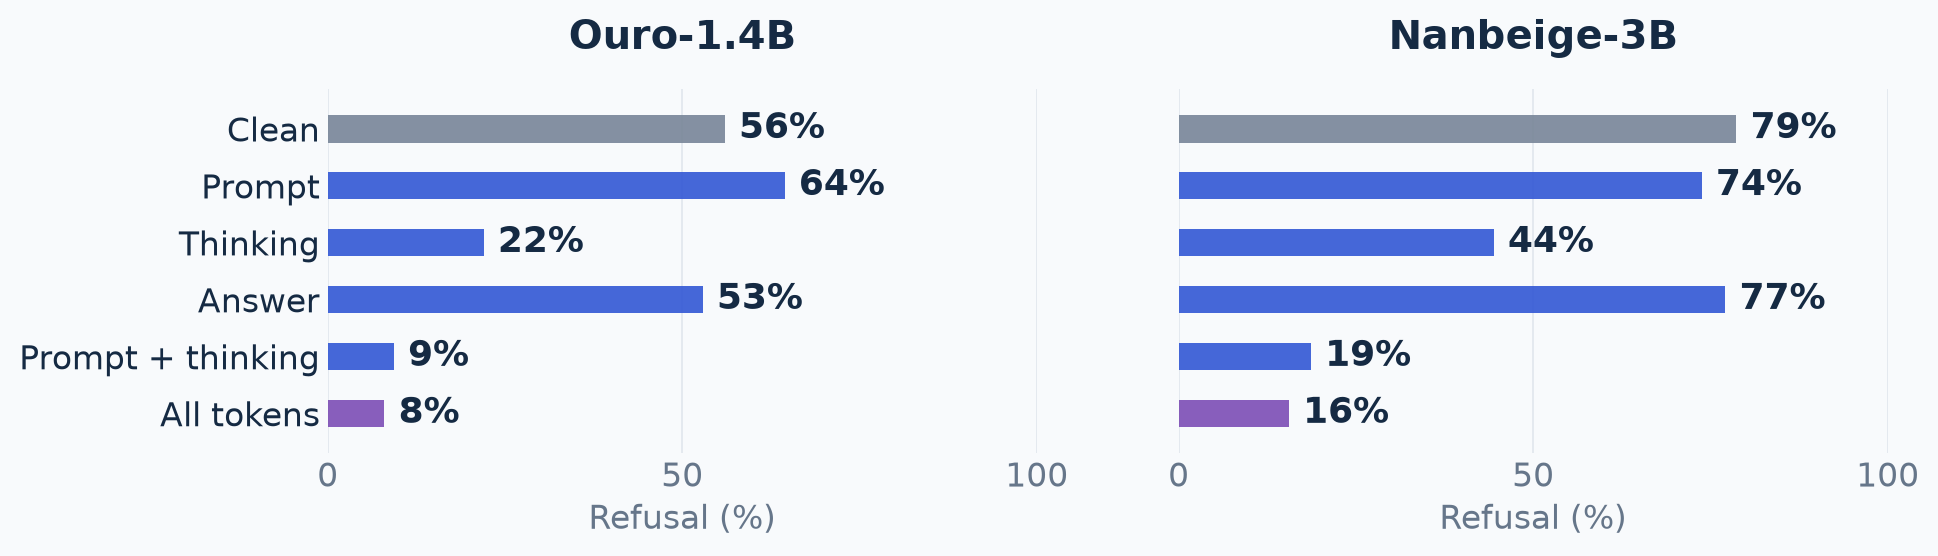 Ouro-1.4B
Clean 56%
Prompt 64%
Thinking 22%
Answer 53%
Prompt + thinking 9%
All tokens 8%
0 50 100
Refusal (%)
Nanbeige-3B
79%
74%
44%
77%
19%
16%
0 50 100
Refusal (%)